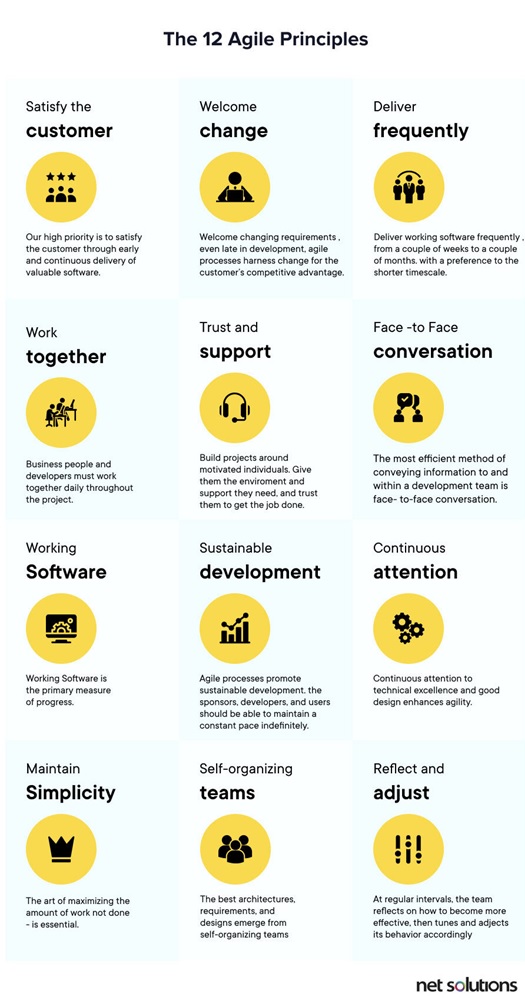 The 12 Agile Principles
Satisfy the
customer
Our high priority is to satisfy
the customer through early
and continuous delivery of
valuable software.
Welcome
change
Welcome changing requirements ,
even late in development, agile
processes harness change for the
customer's competitive advantage.
Deliver
frequently
Deliver working software frequently ,
from a couple of weeks to a couple
of months. with a preference to the
shorter timescale.
Work
together
Business people and
developers must work
together daily throughout
the project.
Trust and
support
Build projects around
motivated individuals. Give
them the enviroment and
support they need, and trust
them to get the job done.
Face -to Face
conversation
The most efficient method of
conveying information to and
within a development team is
face- to-face conversation.
Working
Software
Working Software is
the primary measure
of progress.
Sustainable
development
Agile processes promote
sustainable development, the
sponsors, developers, and users
should be able to maintain a
constant pace indefinitely.
Continuous
attention
Continuous attention to
technical excellence and good
design enhances agility.
Maintain
Simplicity
The art of maximizing the
amount of work not done
- is essential.
Self-organizing
teams
The best architectures,
requirements, and
designs emerge from
self-organizing teams
Reflect and
adjust
At regular intervals, the team
reflects on how to become more
effective, then tunes and adjects
its behavior accordingly
net solutions